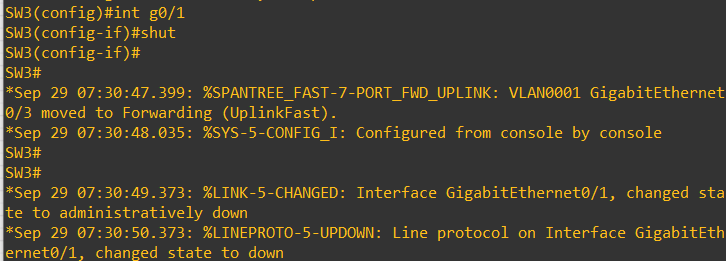 SW3(config)#int g0/1
SW3(config-if)#shut
SW3(config-if)#
SW3#
*Sep 29 07:30:47.399: %SPANTREE_FAST-7-PORT_FWD_UPLINK: VLAN0001 GigabitEthernet
0/3 moved to Forwarding (UplinkFast).
*Sep 29 07:30:48.035: %SYS-5-CONFIG_I: Configured from console by console
SW3#
SW3#
*Sep 29 07:30:49.373: %LINK-5-CHANGED: Interface GigabitEthernet0/1, changed sta
te to administratively down
*Sep 29 07:30:50.373: %LINEPROTO-5-UPDOWN: Line protocol on Interface GigabitEth
ernet0/1, changed state to down